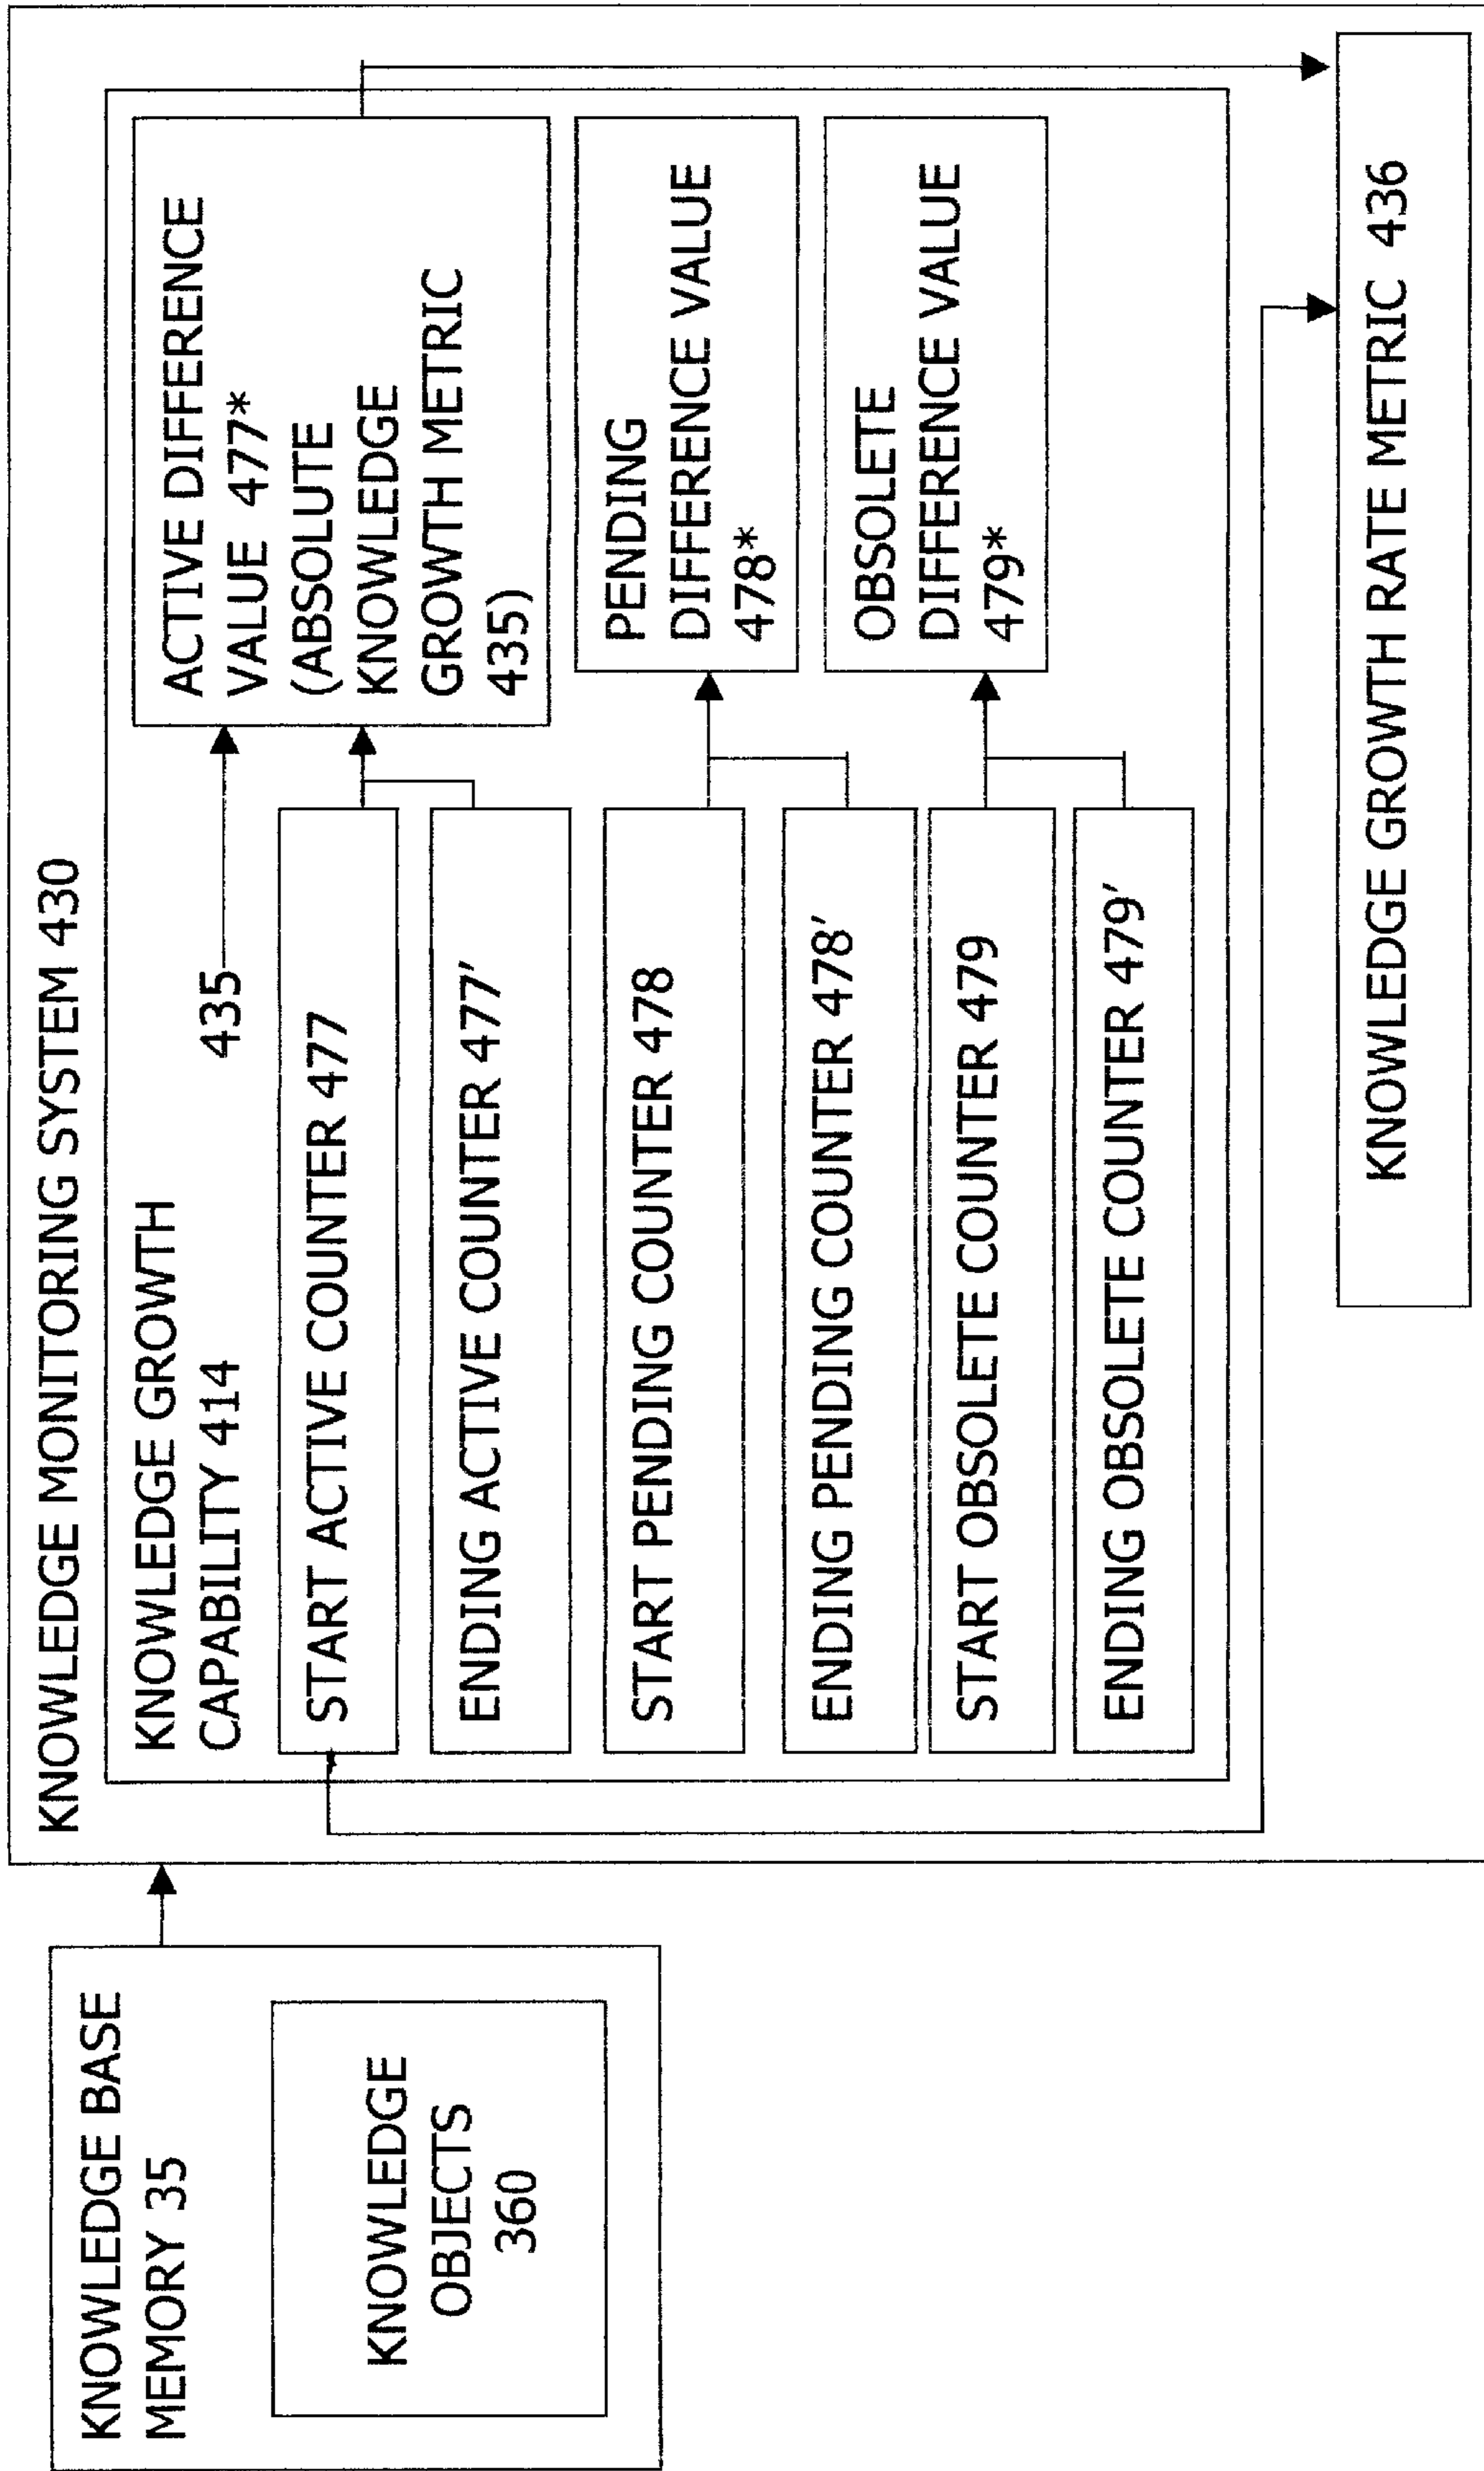 KNOWLEDGE BASE
MEMORY 35
KNOWLEDGE
OBJECTS
360
KNOWLEDGE MONITORING SYSTEM 430
KNOWLEDGE GROWTH
CAPABILITY 414
435
START ACTIVE COUNTER 477
ENDING ACTIVE COUNTER 477'
START PENDING COUNTER 478
ENDING PENDING COUNTER 478'
START OBSOLETE COUNTER 479
ENDING OBSOLETE COUNTER 479'
ACTIVE DIFFERENCE
VALUE 477*
(ABSOLUTE
KNOWLEDGE
GROWTH METRIC
435)
PENDING
DIFFERENCE VALUE
478*
OBSOLETE
DIFFERENCE VALUE
479*
KNOWLEDGE GROWTH RATE METRIC 436